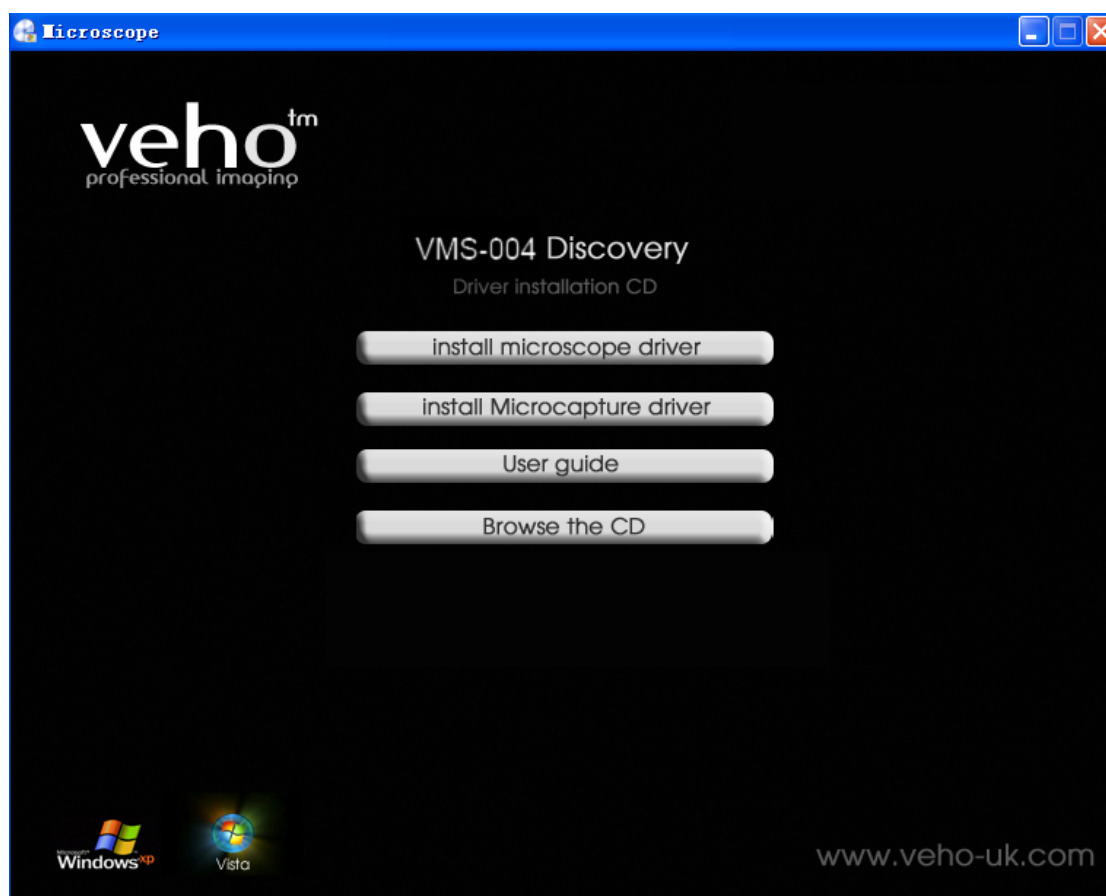 Microscope
veho tm
professional imaging
VMS-004 Discovery
Driver installation CD
install microscope driver
install Microcapture driver
User guide
Browse the CD
Microsoft®
Windows xp
Vista
www.veho-uk.com